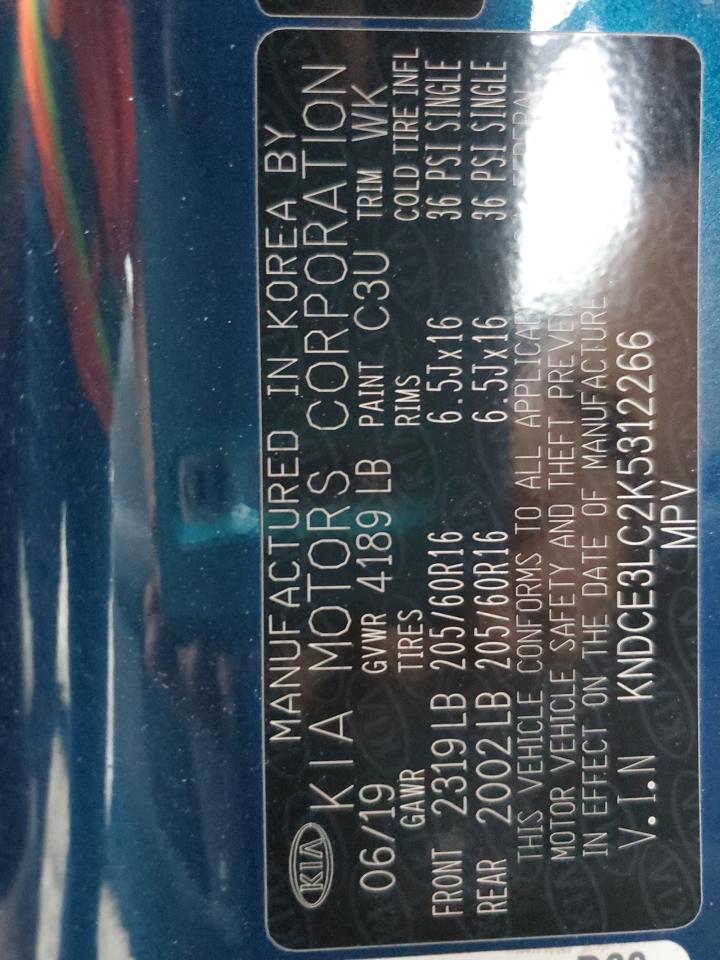 KIA
MANUFACTURED IN KOREA BY
KIA MOTORS CORPORATION
06/19 GVWR 4189 LB PAINT C3U TRIM WK
GAWR TIRES RIMS COLD TIRE INFL
FRONT 2319 LB 205/60R16 6.5Jx16 36 PSI SINGLE
REAR 2002 LB 205/60R16 6.5Jx16 36 PSI SINGLE
THIS VEHICLE CONFORMS TO ALL FEDERAL
MOTOR VEHICLE SAFETY AND THEFT
IN EFFECT ON THE DATE OF MANUFACTURE
V.I.N KNDCE3LC2K5312266
MPV